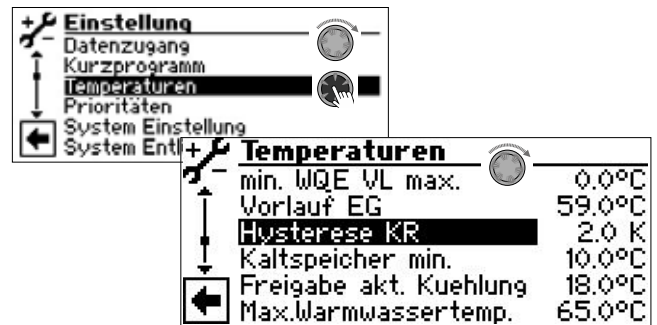 Einstellung
Datenzugang
Kurzprogramm
Temperaturen
Prioritäten
System Einstellung
System Entl
Temperaturen
min. WQE VL max. 0.0°C
Vorlauf EG 59.0°C
Hysterese KR 2.0 K
Kaltspeicher min. 10.0°C
Freigabe akt. Kuehlung 18.0°C
Max.Warmwassertemp. 65.0°C